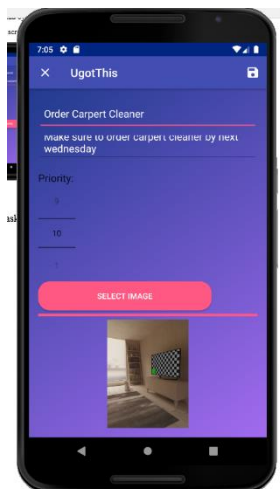 7:05
UgotThis
Order Carpert Cleaner
Make sure to order carpert cleaner by next
wednesday
Priority:
9
10
1
SELECT IMAGE